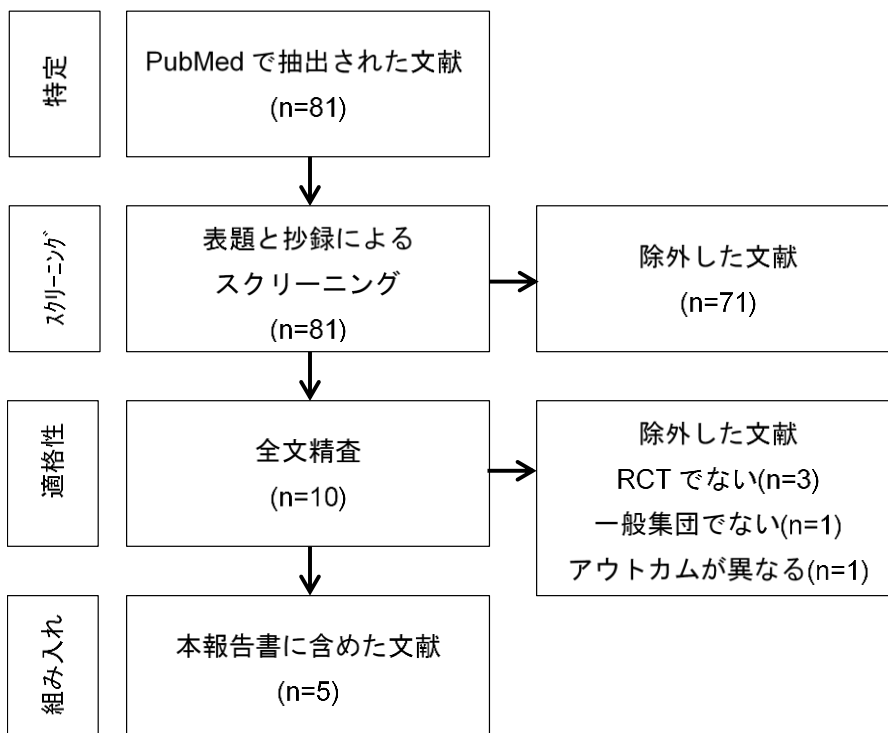 特定
PubMed で抽出された文献
(n=81)
ｽｸﾘｰﾆﾝｸﾞ
表題と抄録による
スクリーニング
(n=81)
除外した文献
(n=71)
適格性
全文精査
(n=10)
除外した文献
RCT でない(n=3)
一般集団でない(n=1)
アウトカムが異なる(n=1)
組み入れ
本報告書に含めた文献
(n=5)